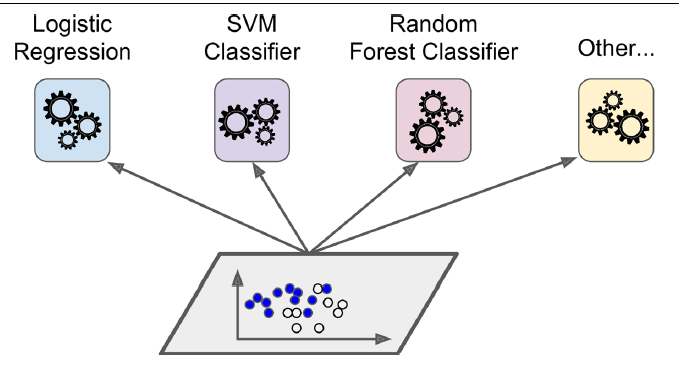 Logistic
Regression
SVM
Classifier
Random
Forest Classifier
Other...